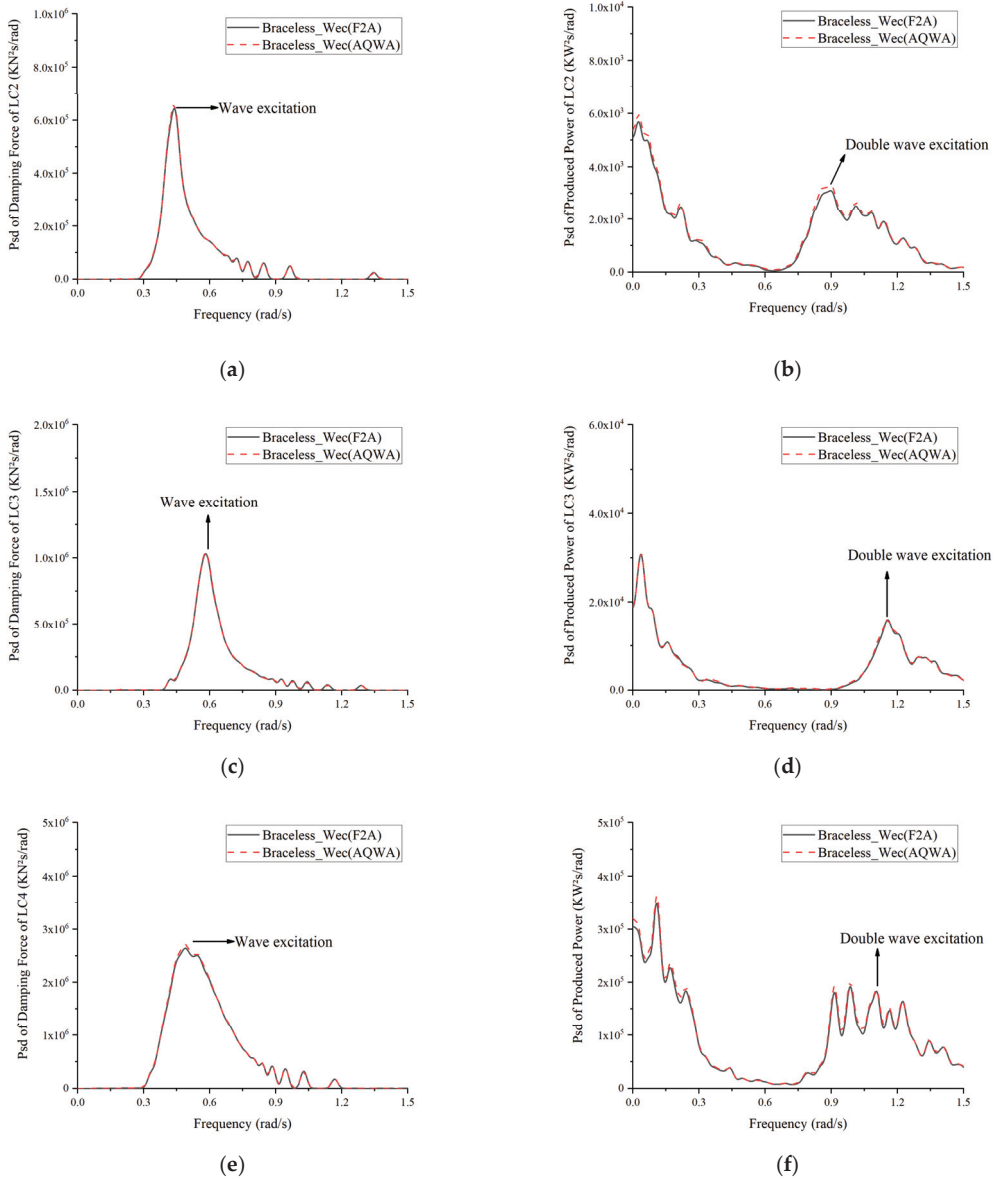 Psd of Damping Force of LC2 (KN²s/rad)
1.0x10⁶
8.0x10⁵
6.0x10⁵
4.0x10⁵
2.0x10⁵
0.0
Braceless_Wec(F2A)
Braceless_Wec(AQWA)
Wave excitation
0.0 0.3 0.6 0.9 1.2 1.5
Frequency (rad/s)
(a)
Psd of Produced Power of LC2 (KW²s/rad)
1.0x10⁴
8.0x10³
6.0x10³
4.0x10³
2.0x10³
0.0
Braceless_Wec(F2A)
Braceless_Wec(AQWA)
Double wave excitation
0.0 0.3 0.6 0.9 1.2 1.5
Frequency (rad/s)
(b)
Psd of Damping Force of LC3 (KN²s/rad)
2.0x10⁶
1.5x10⁶
1.0x10⁶
5.0x10⁵
0.0
Braceless_Wec(F2A)
Braceless_Wec(AQWA)
Wave excitation
0.0 0.3 0.6 0.9 1.2 1.5
Frequency (rad/s)
(c)
Psd of Produced Power of LC3 (KW²s/rad)
6.0x10⁴
4.0x10⁴
2.0x10⁴
0.0
Braceless_Wec(F2A)
Braceless_Wec(AQWA)
Double wave excitation
0.0 0.3 0.6 0.9 1.2 1.5
Frequency (rad/s)
(d)
Psd of Damping Force of LC4 (KN²s/rad)
6x10⁶
5x10⁶
4x10⁶
3x10⁶
2x10⁶
1x10⁶
0
Braceless_Wec(F2A)
Braceless_Wec(AQWA)
Wave excitation
0.0 0.3 0.6 0.9 1.2 1.5
Frequency (rad/s)
(e)
Psd of Produced Power (KW²s/rad)
5x10⁵
4x10⁵
3x10⁵
2x10⁵
1x10⁵
0
Braceless_Wec(F2A)
Braceless_Wec(AQWA)
Double wave excitation
0.0 0.3 0.6 0.9 1.2 1.5
Frequency (rad/s)
(f)